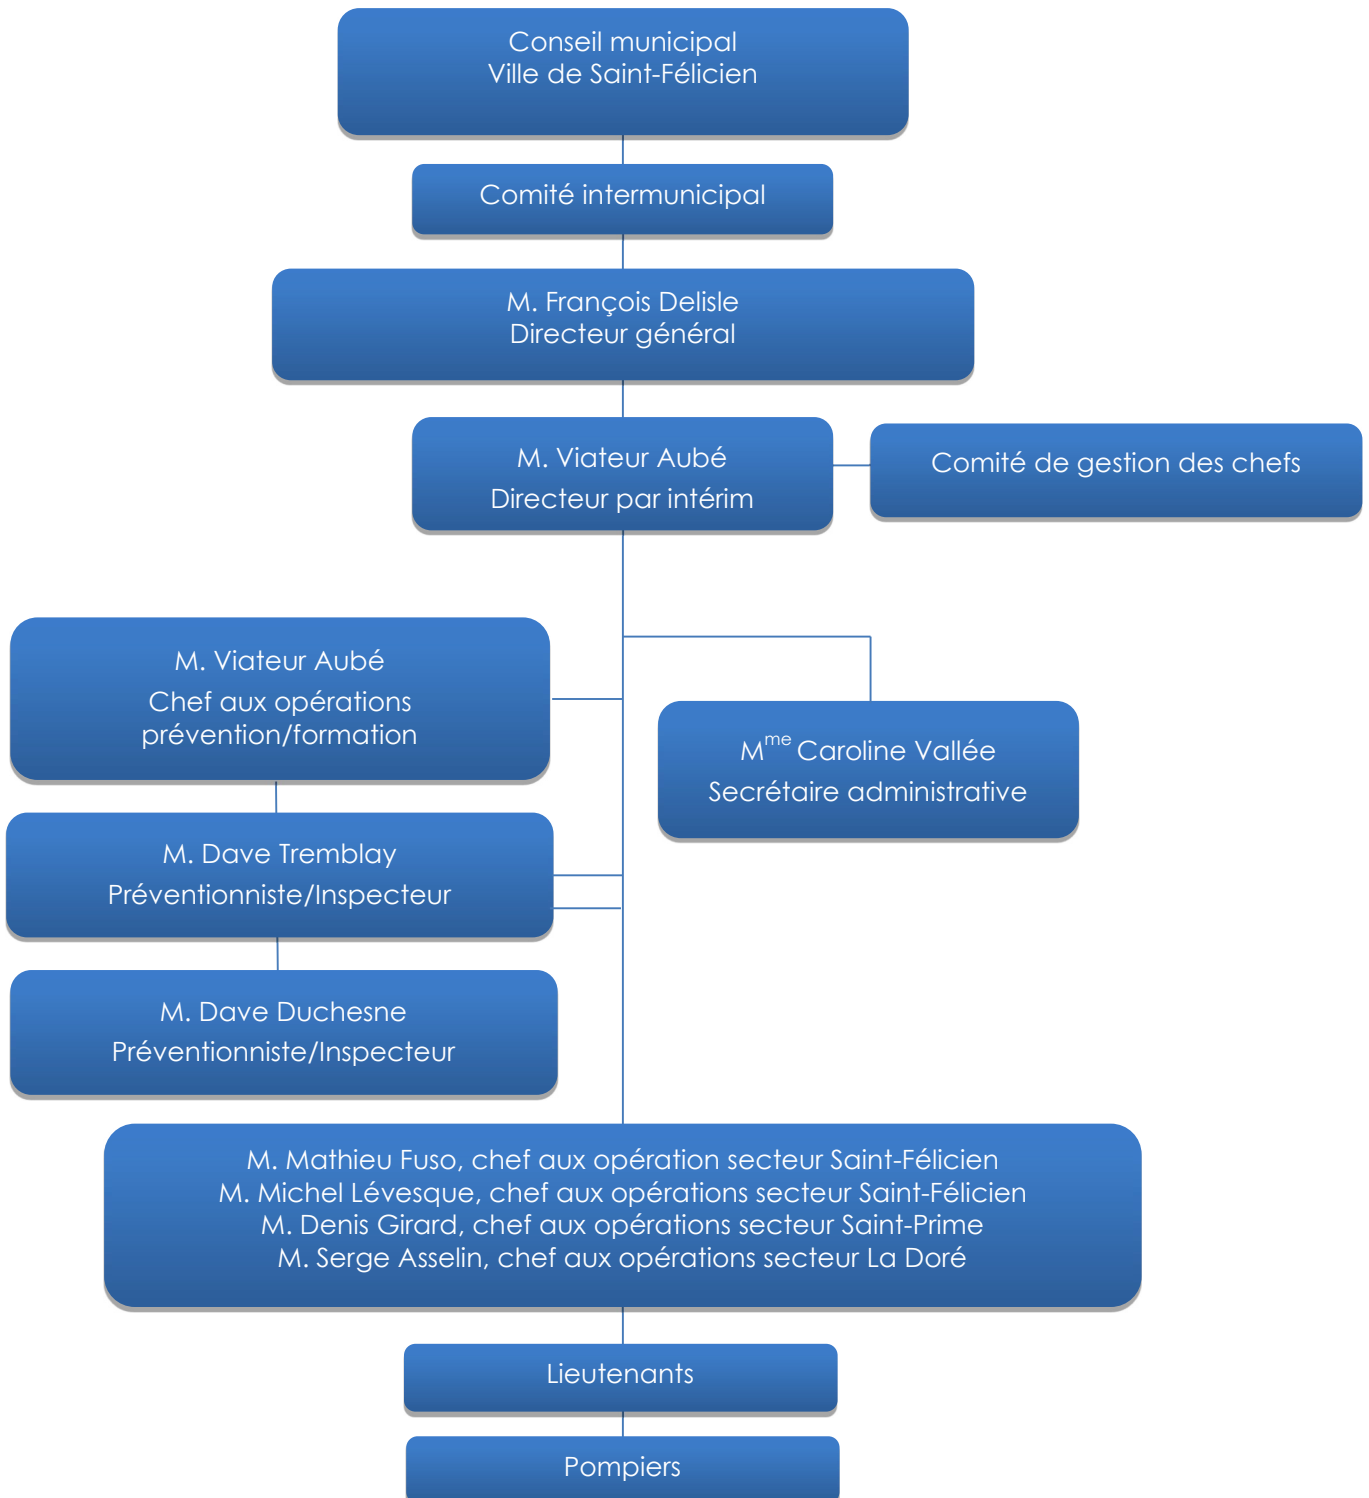 Conseil municipal
Ville de Saint-Félicien
Comité intermunicipal
M. François Delisle
Directeur général
M. Viateur Aubé
Directeur par intérim
Comité de gestion des chefs
M. Viateur Aubé
Chef aux opérations
prévention/formation
Mme Caroline Vallée
Secrétaire administrative
M. Dave Tremblay
Préventionniste/Inspecteur
M. Dave Duchesne
Préventionniste/Inspecteur
M. Mathieu Fuso, chef aux opération secteur Saint-Félicien
M. Michel Lévesque, chef aux opérations secteur Saint-Félicien
M. Denis Girard, chef aux opérations secteur Saint-Prime
M. Serge Asselin, chef aux opérations secteur La Doré
Lieutenants
Pompiers